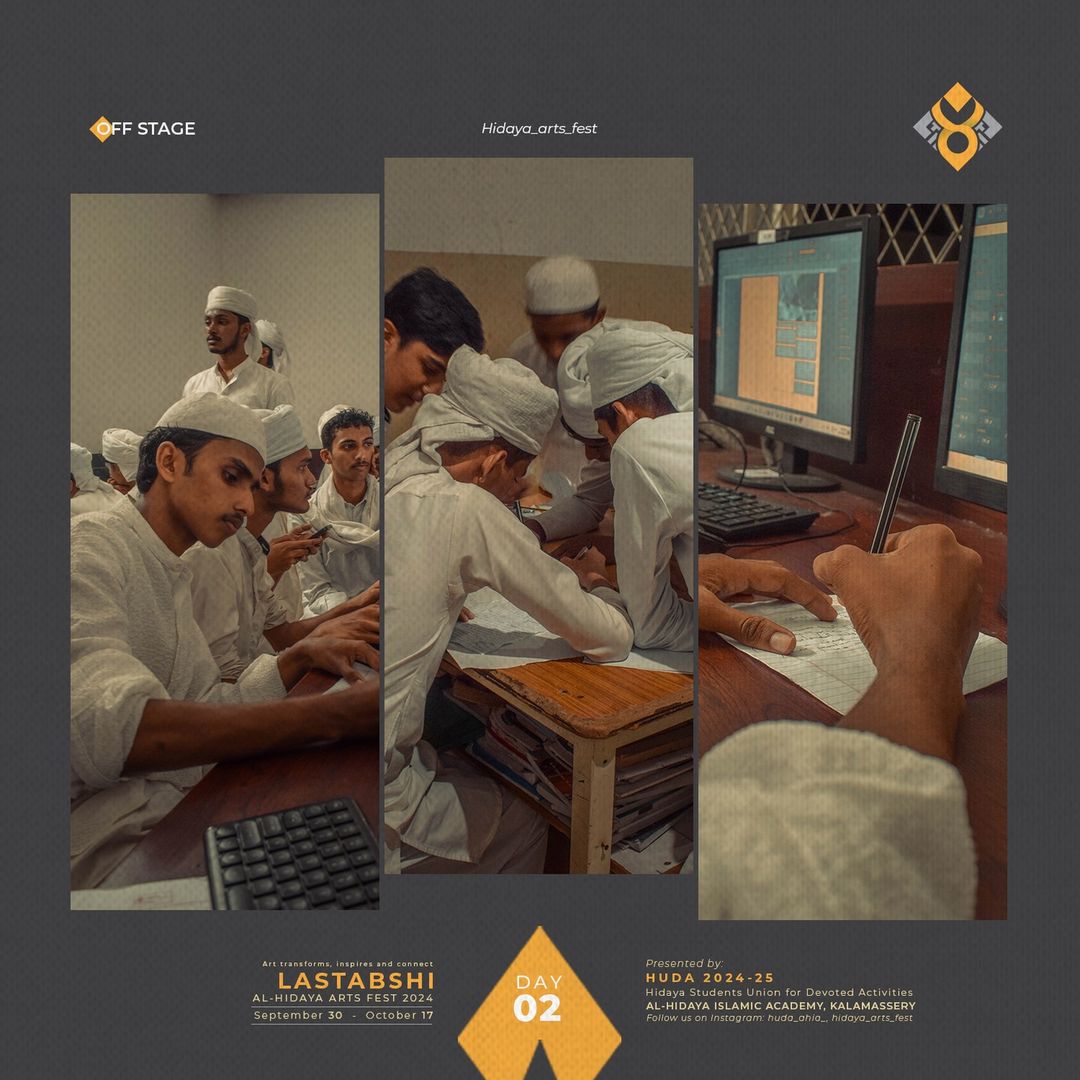 OFF STAGE
Hidaya_arts_fest
Art transforms, inspires and connect
LASTABSHI
AL-HIDAYA ARTS FEST 2024
September 30 - October 17
DAY
02
Presented by:
HUDA 2024-25
Hidaya Students Union for Devoted Activities
AL-HIDAYA ISLAMIC ACADEMY, KALAMASSERY
Follow us on Instagram: huda_ahia_, hidaya_arts_fest